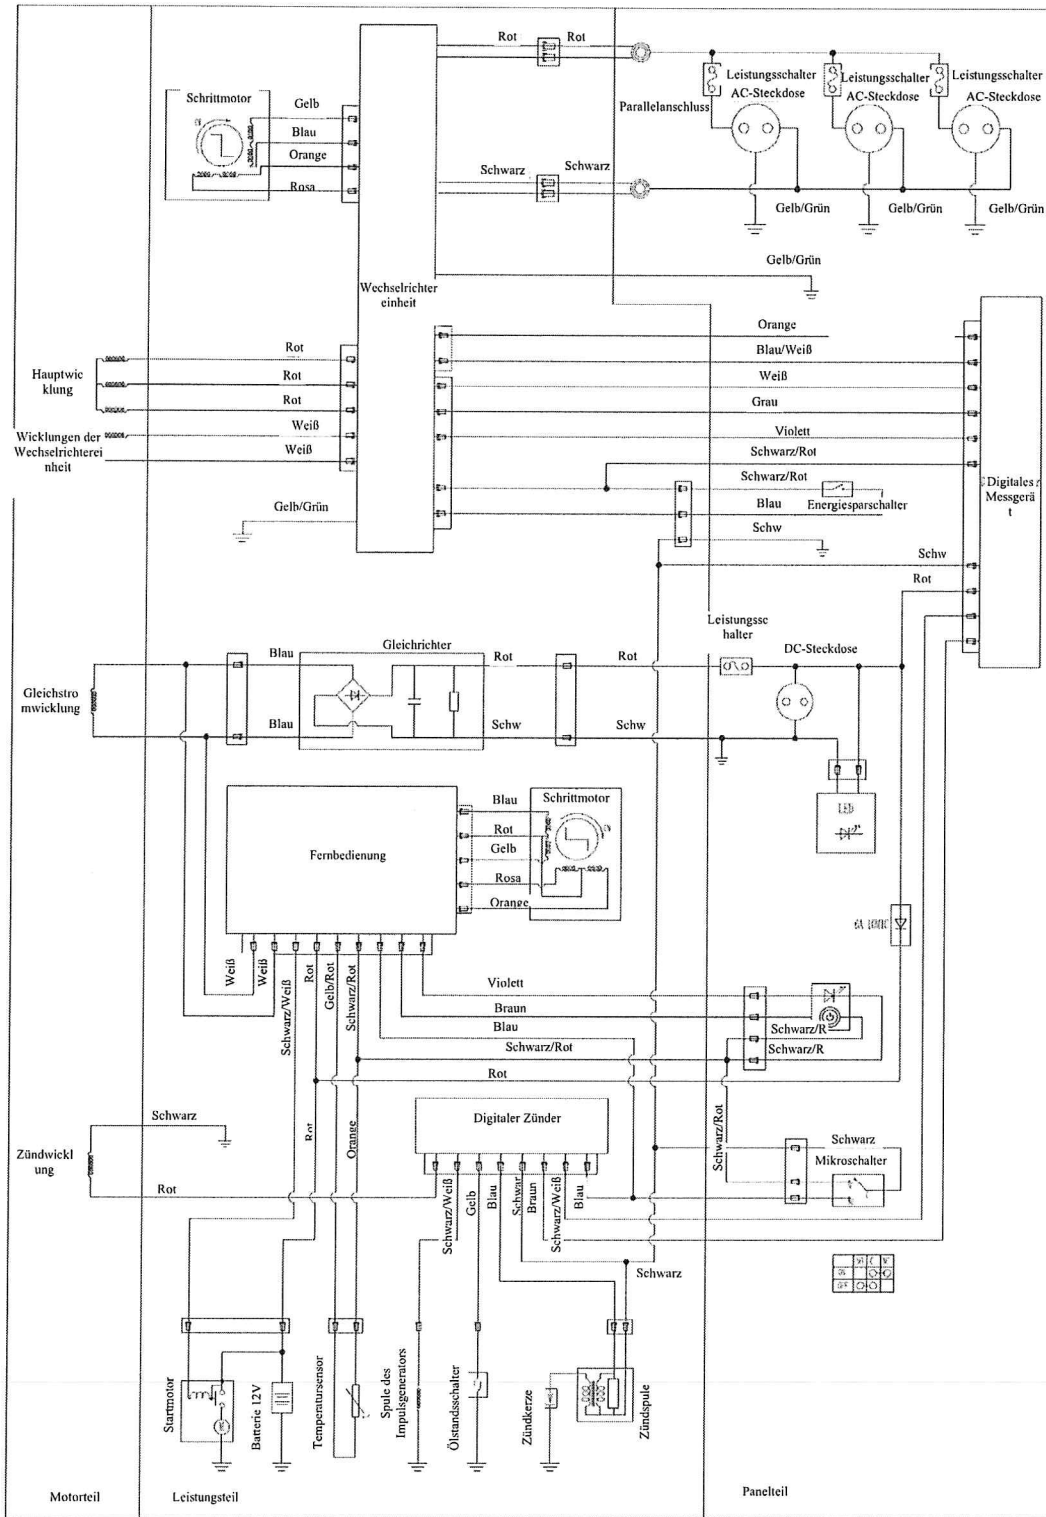 Rot
Rot
Leistungsschalter
Leistungsschalter
Leistungsschalter
AC-Steckdose
AC-Steckdose
AC-Steckdose
Parallelanschluss
Schrittmotor
Gelb
Blau
Orange
Rosa
Schwarz
Schwarz
Gelb/Grün
Gelb/Grün
Gelb/Grün
Gelb/Grün
Wechselrichter
einheit
Orange
Blau/Weiß
Weiß
Grau
Violett
Schwarz/Rot
Schwarz/Rot
Blau
Energiesparschalter
Schw
Schw
Rot
Digitales
Messgerä
t
Hauptwic
klung
Rot
Rot
Rot
Weiß
Weiß
Wicklungen der
Wechselrichterei
nheit
Gelb/Grün
Leistungssc
halter
DC-Steckdose
Gleichrichter
Blau
Rot
Rot
Gleichstro
mwicklung
Blau
Schw
Schw
LED
Fernbedienung
Blau
Rot
Gelb
Rosa
Orange
Schrittmotor
Weiß
Weiß
Schwarz/Weiß
Rot
Gelb/Rot
Schwarz/Rot
Violett
Braun
Blau
Schwarz/Rot
Rot
Schwarz/R
Schwarz/R
Schwarz
Zündwickl
ung
Rot
Rot
Orange
Digitaler Zünder
Schwarz/Weiß
Gelb
Blau
Schwar
Braun
Schwarz/Weiß
Blau
Schwarz/Rot
Schwarz
Mikroschalter
Schwarz
Startmotor
Batterie 12V
Temperatursensor
Spule des
Impulsgenerators
Ölstandsschalter
Zündkerze
Zündspule
Motorteil
Leistungsteil
Panelteil